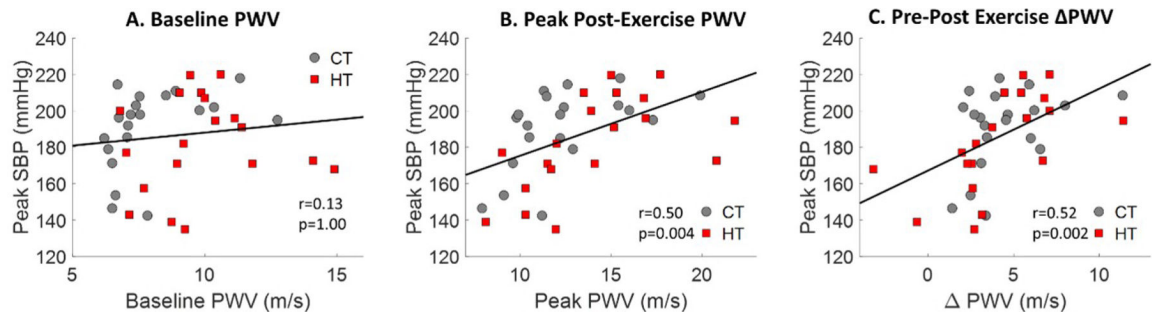 A. Baseline PWV
240
220
200
180
160
140
120
Peak SBP (mmHg)
CT
HT
r=0.13
p=1.00
5
10
15
Baseline PWV (m/s)
B. Peak Post-Exercise PWV
240
220
200
180
160
140
120
Peak SBP (mmHg)
r=0.50
CT
p=0.004
HT
10
15
20
Peak PWV (m/s)
C. Pre-Post Exercise ΔPWV
240
220
200
180
160
140
120
Peak SBP (mmHg)
r=0.52
CT
p=0.002
HT
0
5
10
Δ PWV (m/s)